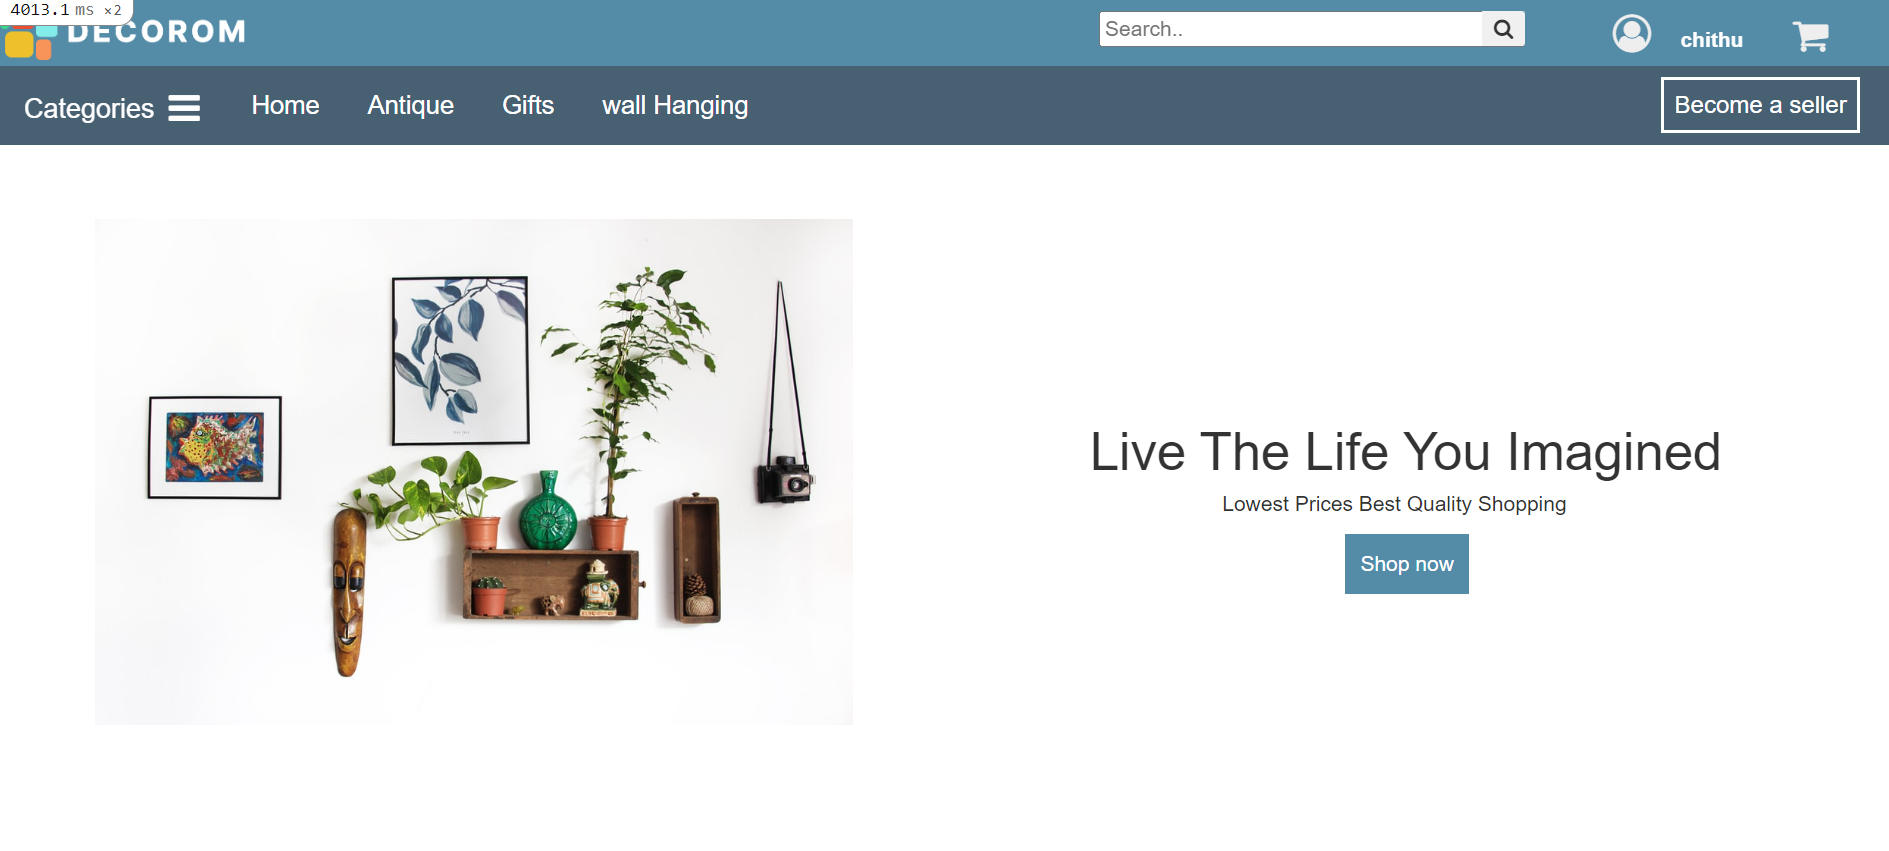 4013.1 ms ×2
DECOROM
Search..
chithu
Categories
Home
Antique
Gifts
wall Hanging
Become a seller
Live The Life You Imagined
Lowest Prices Best Quality Shopping
Shop now